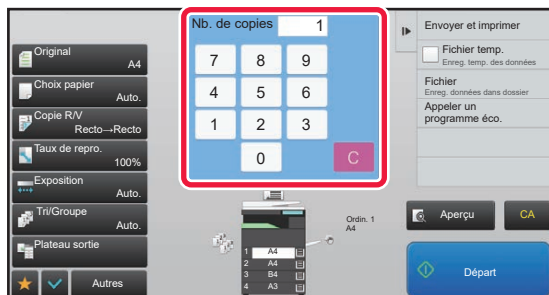 Nb. de copies 1
7 8 9
4 5 6
1 2 3
0 C
Original
A4
Choix papier
Auto.
Copie R/V
Recto→Recto
Taux de repro.
100%
Exposition
Auto.
Tri/Groupe
Auto.
Plateau sortie
Autres
Ordin. 1
A4
1 A4
2 A4
3 B4
4 A3
Envoyer et imprimer
Fichier temp.
Enreg. temp. des données
Fichier
Enreg. données dans dossier
Appeler un
programme éco.
Aperçu
CA
Départ